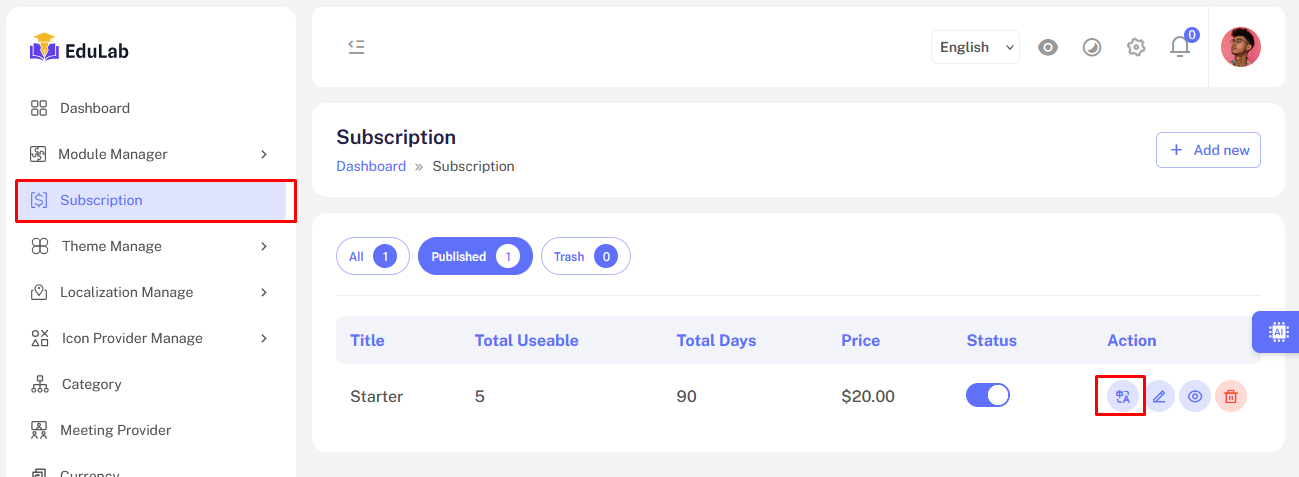 EduLab
Dashboard
Module Manager
Subscription
Theme Manage
Localization Manage
Icon Provider Manage
Category
Meeting Provider
Currency
English
0
Subscription
Dashboard » Subscription
+ Add new
All 1
Published 1
Trash 0
Title Total Useable Total Days Price Status Action
Starter 5 90 $20.00
AI